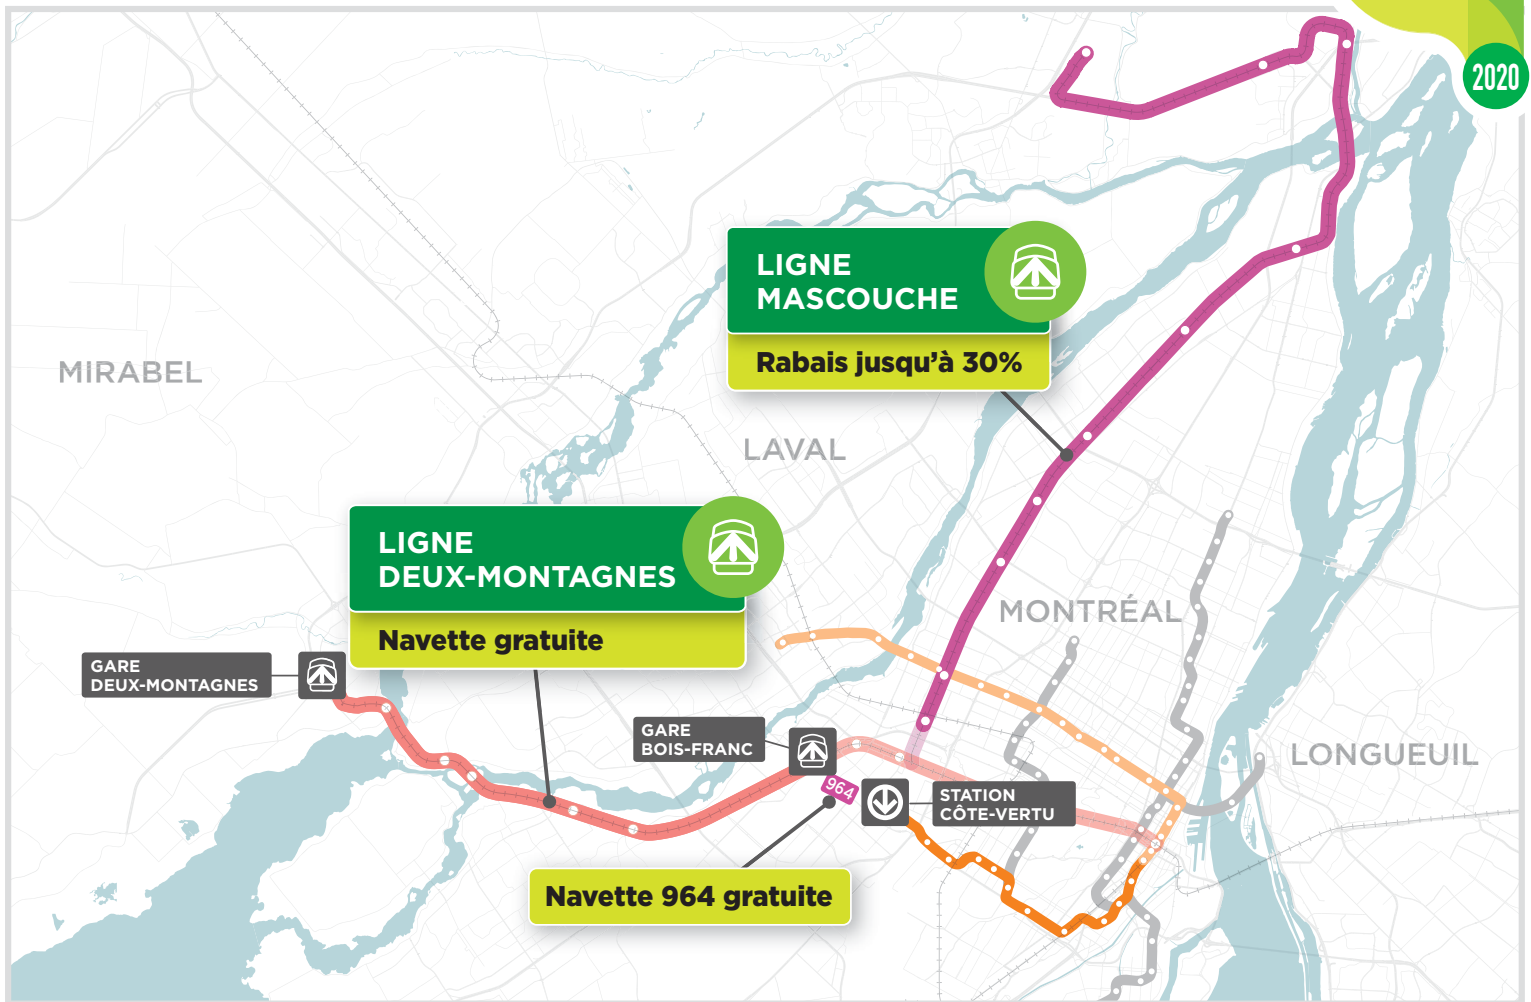 2020
LIGNE
MASCOUCHE
Rabais jusqu'à 30%
MIRABEL
LAVAL
LIGNE
DEUX-MONTAGNES
Navette gratuite
MONTRÉAL
GARE
DEUX-MONTAGNES
GARE
BOIS-FRANC
LONGUEUIL
964
STATION
CÔTE-VERTU
Navette 964 gratuite